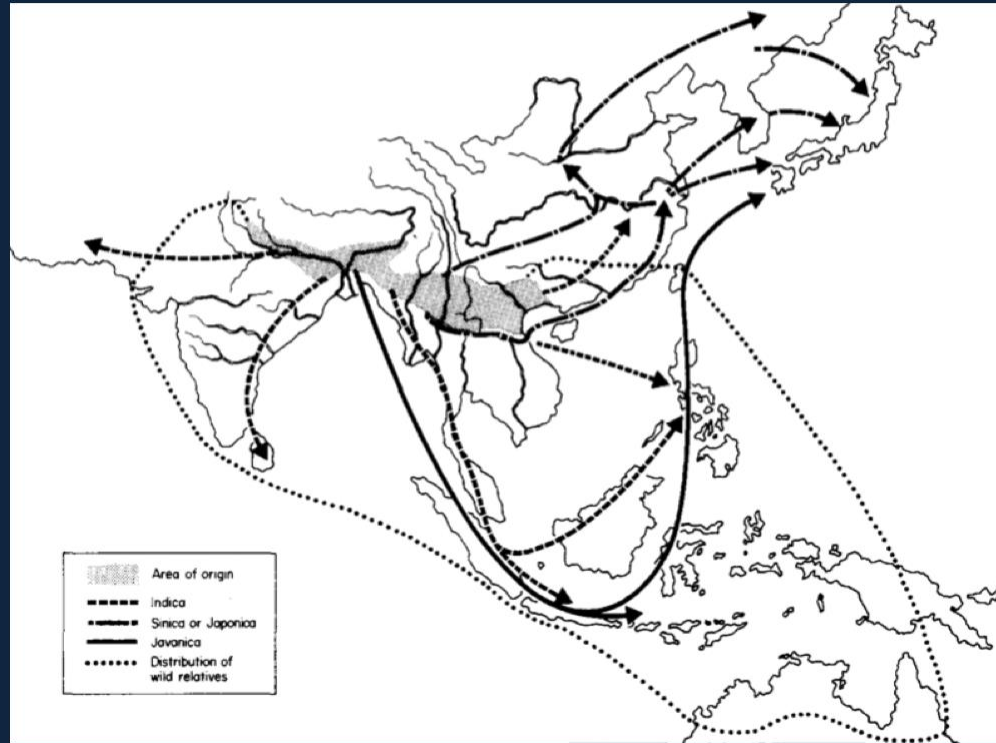 Area of origin
Indica
Sinica or Japonica
Javanica
Distribution of
wild relatives